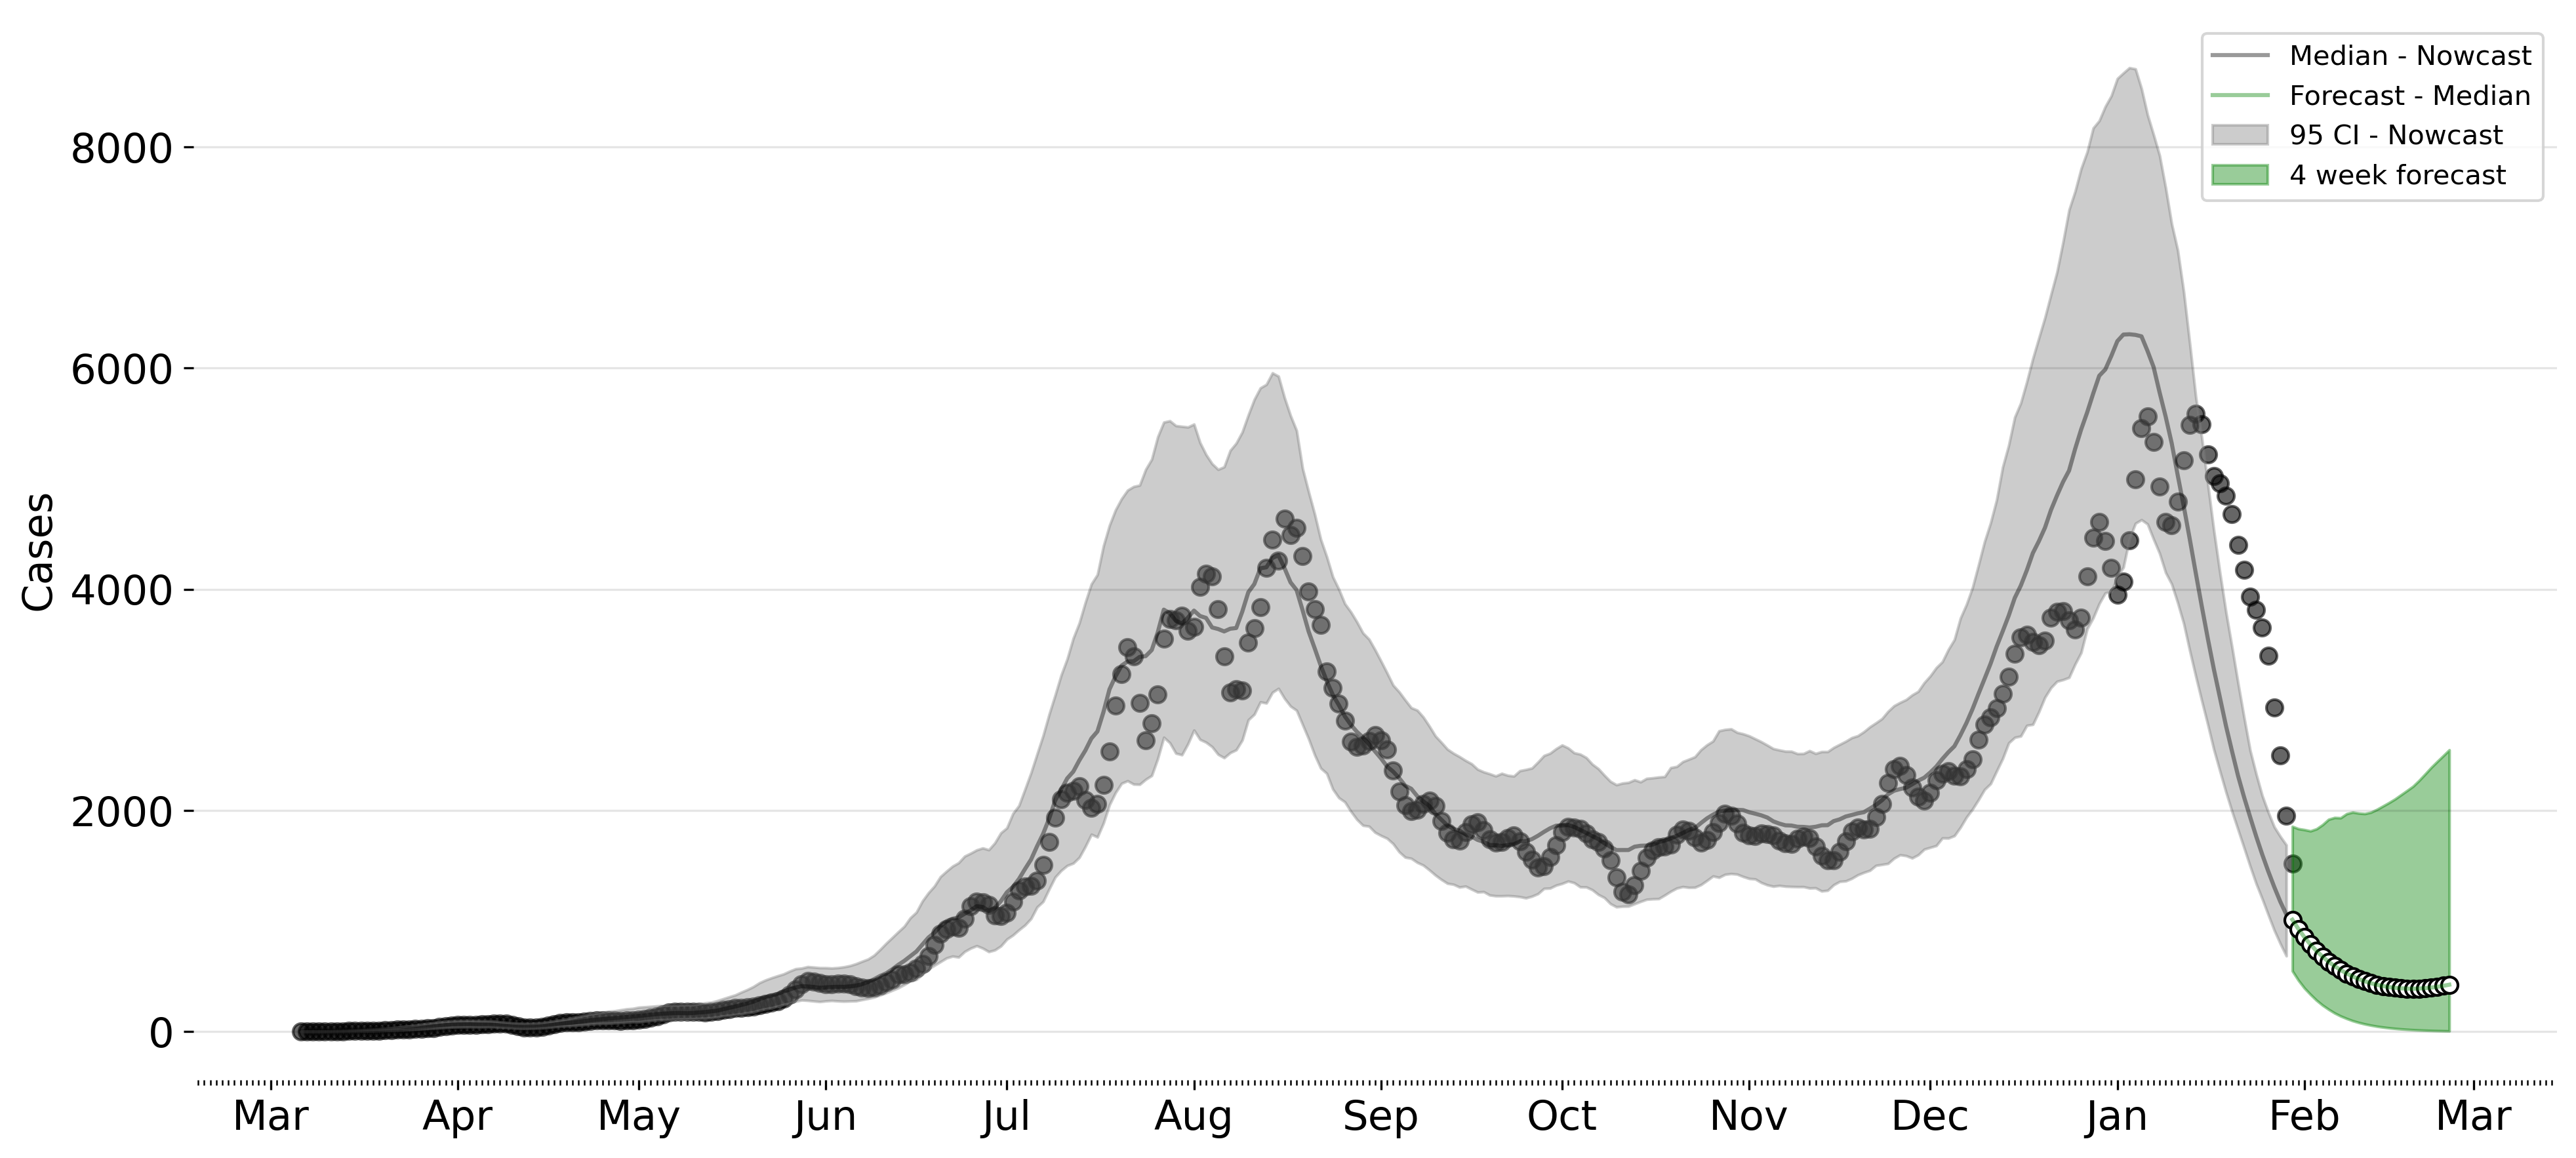 Median - Nowcast
Forecast - Median
95 CI - Nowcast
4 week forecast
8000
6000
4000
2000
0
Cases
Mar Apr May Jun Jul Aug Sep Oct Nov Dec Jan Feb Mar